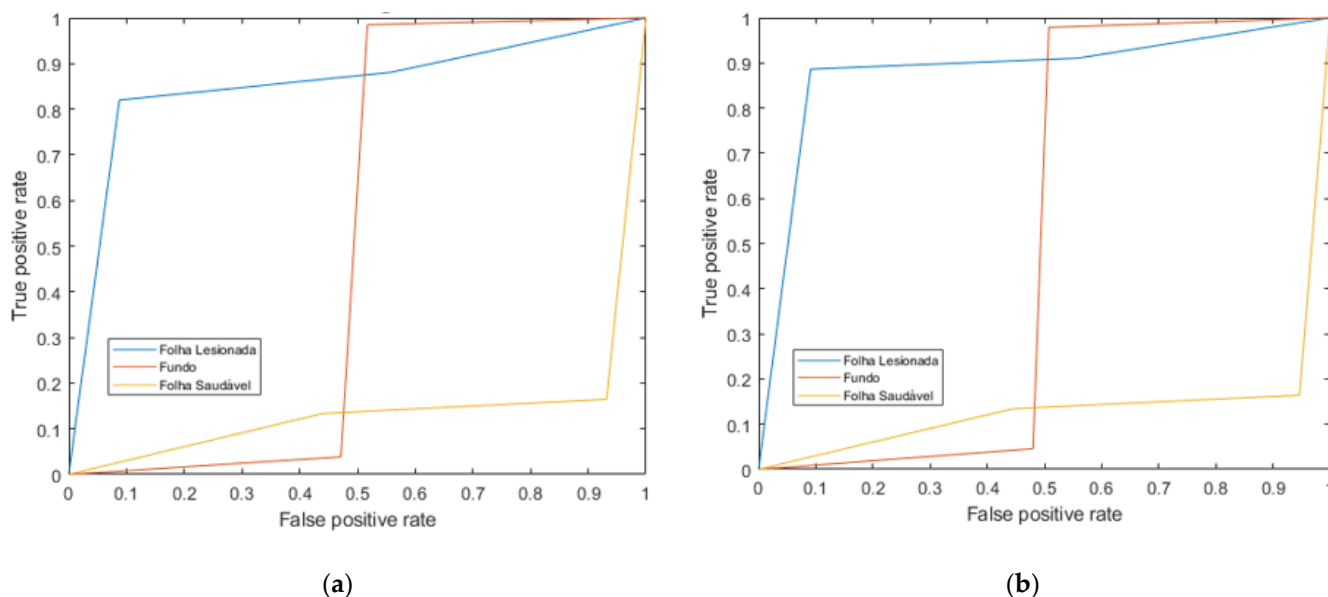 1
0.9
0.8
0.7
0.6
0.5
0.4
0.3
0.2
0.1
0
True positive rate
Folha Lesionada
Fundo
Folha Saudável
0 0.1 0.2 0.3 0.4 0.5 0.6 0.7 0.8 0.9 1
False positive rate
(a)
1
0.9
0.8
0.7
0.6
0.5
0.4
0.3
0.2
0.1
0
True positive rate
Folha Lesionada
Fundo
Folha Saudável
0 0.1 0.2 0.3 0.4 0.5 0.6 0.7 0.8 0.9 1
False positive rate
(b)